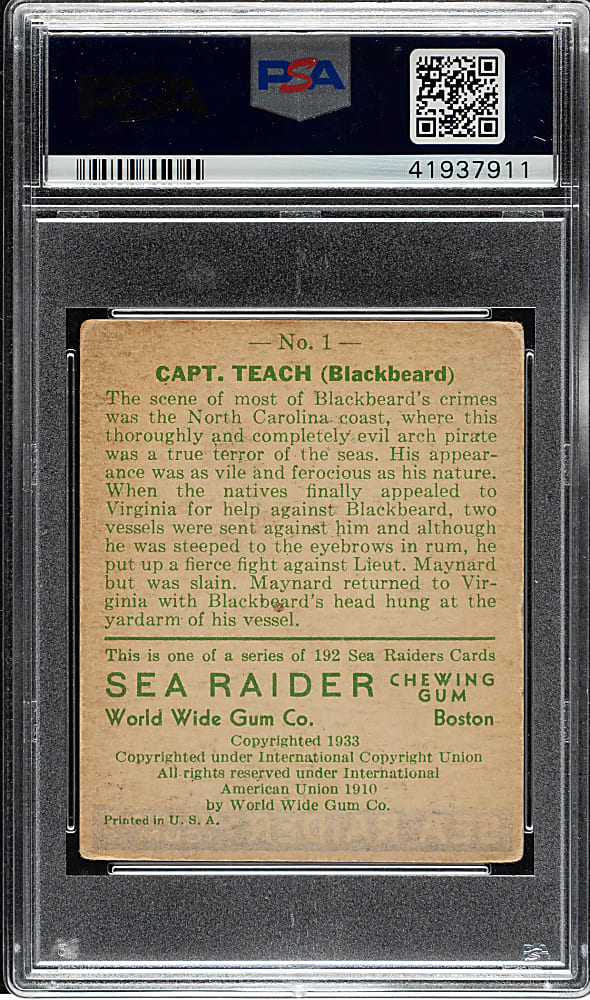 PSA
PSA
41937911
— No. 1 —
CAPT. TEACH (Blackbeard)
The scene of most of Blackbeard's crimes
was the North Carolina coast, where this
thoroughly and completely evil arch pirate
was a true terror of the seas. His appear-
ance was as vile and ferocious as his nature.
When the natives finally appealed to
Virginia for help against Blackbeard, two
vessels were sent against him and although
he was steeped to the eyebrows in rum, he
put up a fierce fight against Lieut. Maynard
but was slain. Maynard returned to Vir-
ginia with Blackbeard's head hung at the
yardarm of his vessel.
This is one of a series of 192 Sea Raiders Cards
SEA RAIDER CHEWING
GUM
World Wide Gum Co. Boston
Copyrighted 1933
Copyrighted under International Copyright Union
All rights reserved under International
American Union 1910
by World Wide Gum Co.
Printed in U. S. A.
SEA RAIDER
PSA